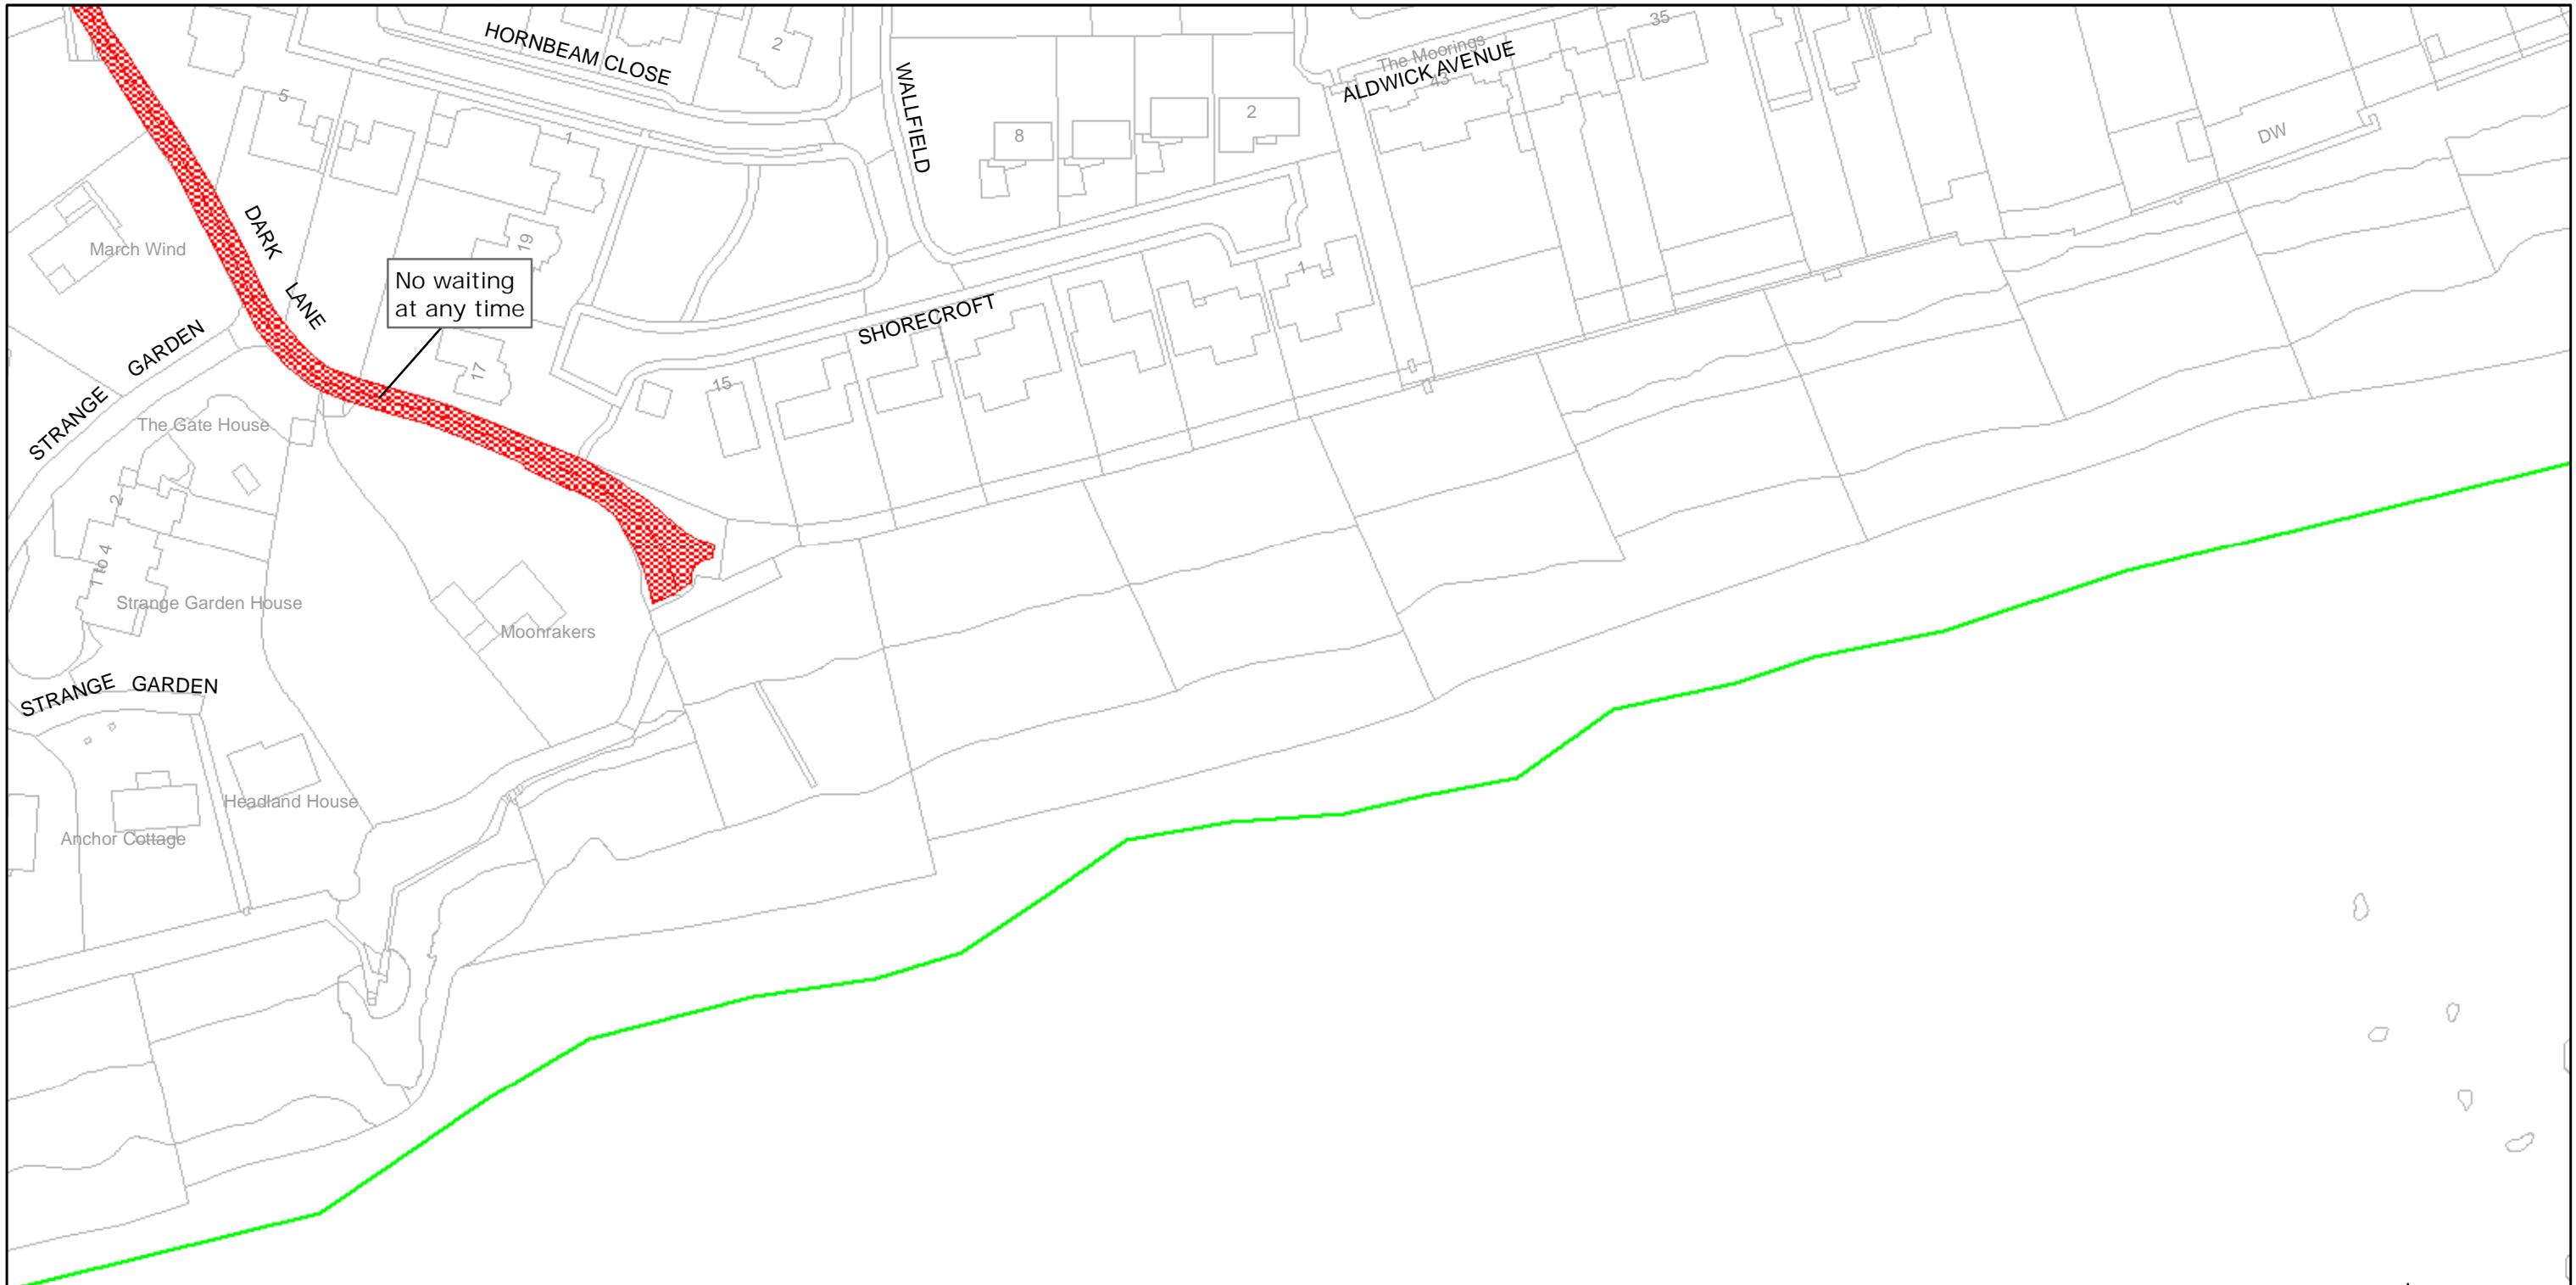 HORNBEAM CLOSE
2
WALLFIELD
The Moorings
35
ALDWICK AVENUE
43
5
1
8
2
DW
DARK LANE
March Wind
19
No waiting
at any time
1
SHORECROFT
STRANGE GARDEN
17
15
The Gate House
2
1 to 4
Strange Garden House
Moonrakers
STRANGE GARDEN
Headland House
Anchor Cottage